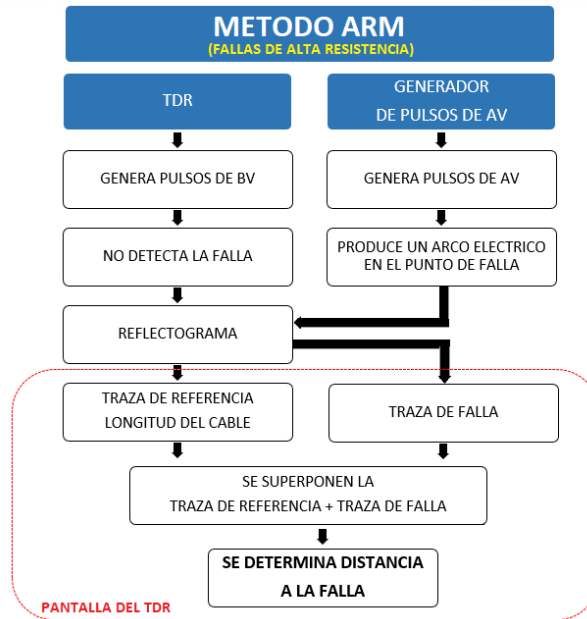 METODO ARM
(FALLAS DE ALTA RESISTENCIA)
TDR
GENERADOR
DE PULSOS DE AV
GENERA PULSOS DE BV
GENERA PULSOS DE AV
NO DETECTA LA FALLA
PRODUCE UN ARCO ELECTRICO
EN EL PUNTO DE FALLA
REFLECTOGRAMA
TRAZA DE REFERENCIA
LONGITUD DEL CABLE
TRAZA DE FALLA
SE SUPERPONEN LA
TRAZA DE REFERENCIA + TRAZA DE FALLA
SE DETERMINA DISTANCIA
A LA FALLA
PANTALLA DEL TDR